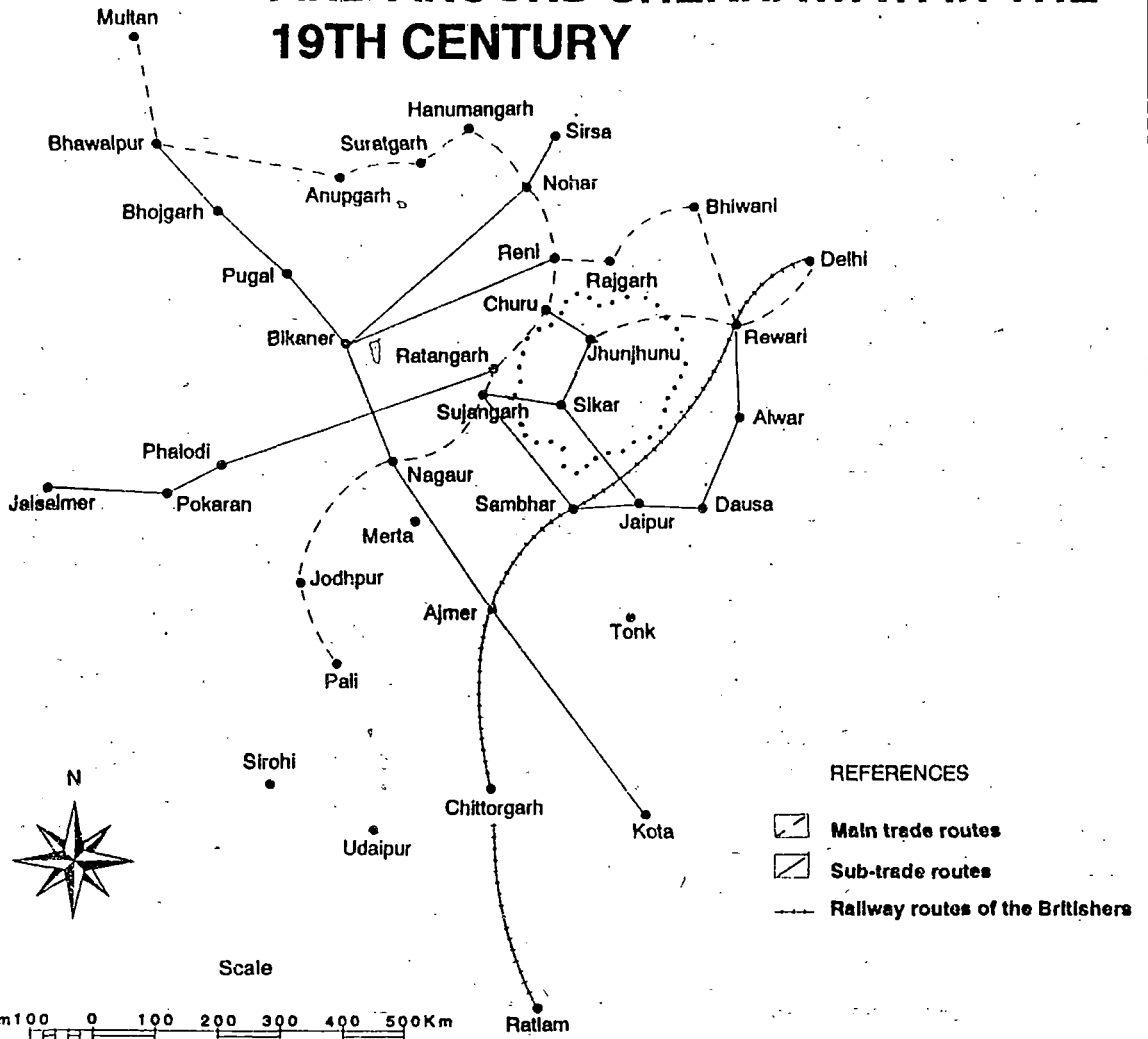 19TH CENTURY
Multan
Hanumangarh
Sirsa
Bhawalpur
Suratgarh
Anupgarh
Nohar
Bhojgarh
Bhiwani
Reni
Delhi
Pugal
Rajgarh
Churu
Bikaner
Rewari
Ratangarh
Jhunjhunu
Sujangarh
Sikar
Alwar
Phalodi
Nagaur
Jaisalmer
Pokaran
Sambhar
Jaipur
Dausa
Merta
Jodhpur
Ajmer
Tonk
Pali
Sirohi
N
Chittorgarh
Kota
Udaipur
REFERENCES
Main trade routes
Sub-trade routes
Railway routes of the Britishers
Scale
m100 0 100 200 300 400 500Km
Ratlam